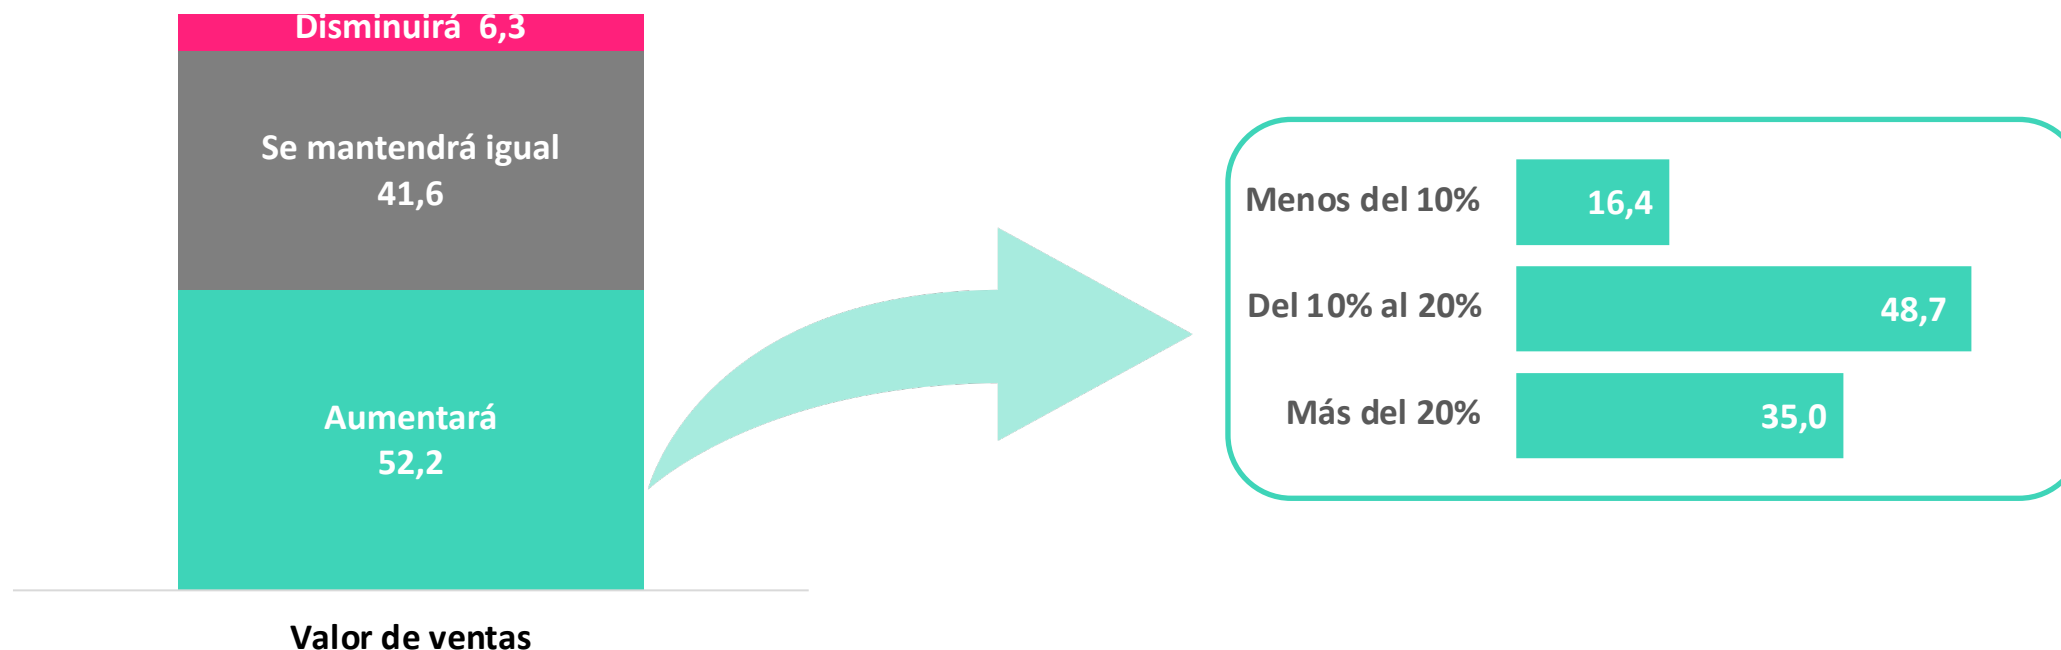 Disminuirá 6,3
Se mantendrá igual
41,6
Aumentará
52,2
Valor de ventas
Menos del 10% 16,4
Del 10% al 20% 48,7
Más del 20% 35,0